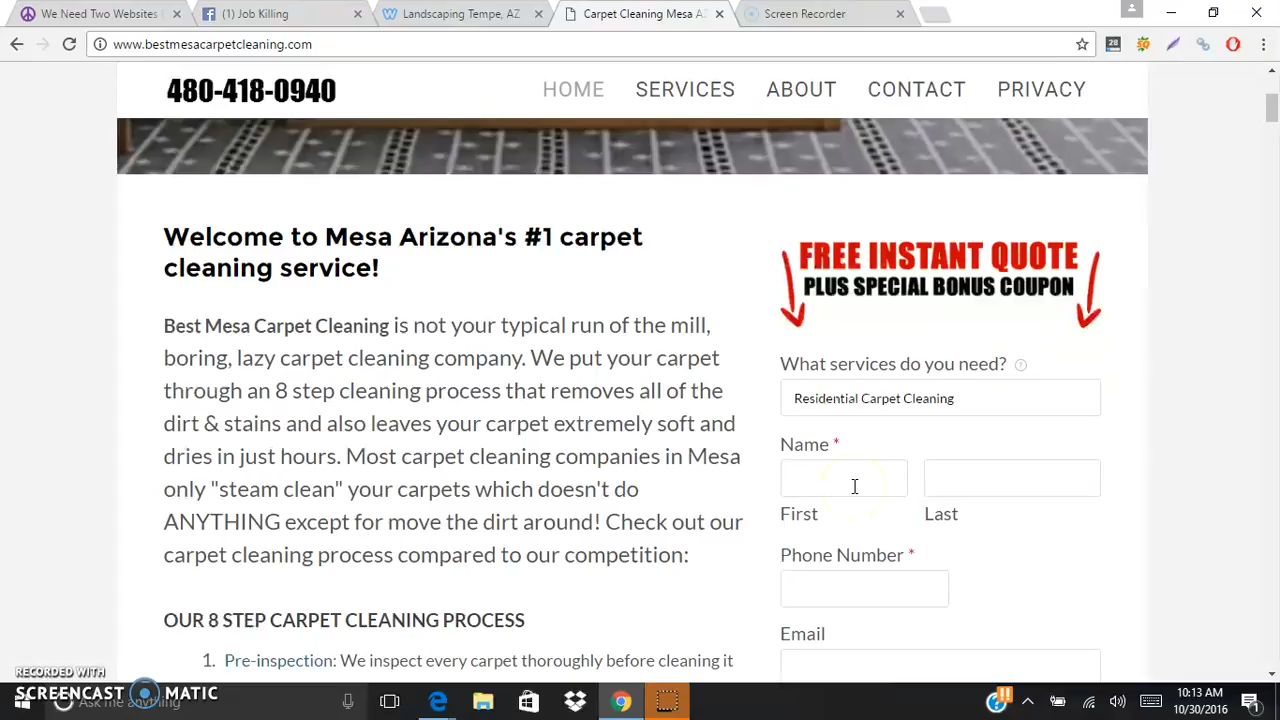 We Need Two Websites
(1) Job Killing
Landscaping Tempe, AZ
Carpet Cleaning Mesa AZ
Screen Recorder
www.bestmesacarpetcleaning.com
28
480-418-0940
HOME
SERVICES
ABOUT
CONTACT
PRIVACY
Welcome to Mesa Arizona's #1 carpet
cleaning service!
Best Mesa Carpet Cleaning is not your typical run of the mill,
boring, lazy carpet cleaning company. We put your carpet
through an 8 step cleaning process that removes all of the
dirt & stains and also leaves your carpet extremely soft and
dries in just hours. Most carpet cleaning companies in Mesa
only "steam clean" your carpets which doesn't do
ANYTHING except for move the dirt around! Check out our
carpet cleaning process compared to our competition:
OUR 8 STEP CARPET CLEANING PROCESS
1. Pre-inspection: We inspect every carpet thoroughly before cleaning it
FREE INSTANT QUOTE
PLUS SPECIAL BONUS COUPON
What services do you need?
Residential Carpet Cleaning
Name *
First
Last
Phone Number *
Email
RECORDED WITH
SCREENCAST MATIC
Ask me anything
10:13 AM
10/30/2016